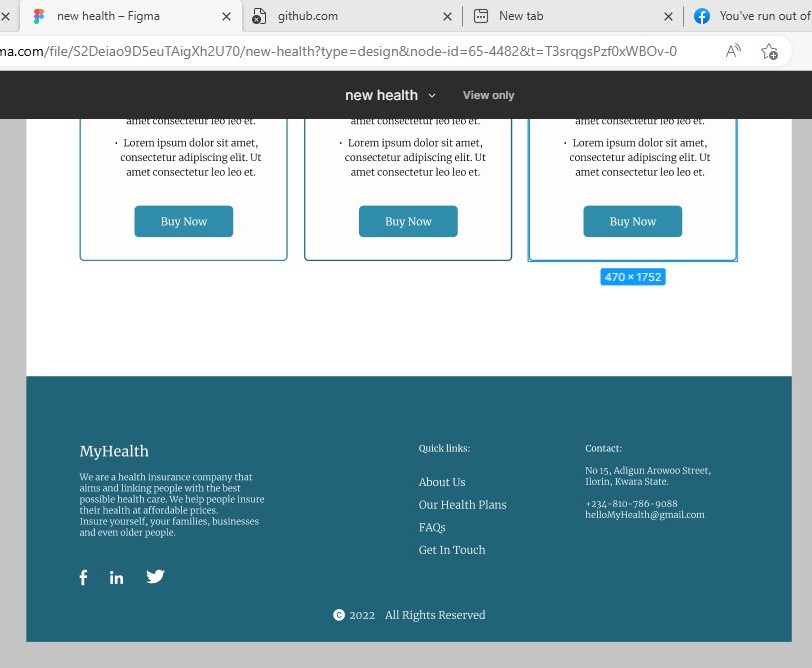 new health – Figma
github.com
New tab
You've run out of
ma.com/file/S2Deiao9D5euTAigXh2U70/new-health?type=design&node-id=65-4482&t=T3srqgsPzf0xWBOv-0
new health
View only
amet consectetur leo leo et.
• Lorem ipsum dolor sit amet,
consectetur adipiscing elit. Ut
amet consectetur leo leo et.
Buy Now
amet consectetur leo leo et.
• Lorem ipsum dolor sit amet,
consectetur adipiscing elit. Ut
amet consectetur leo leo et.
Buy Now
amet consectetur leo leo et.
• Lorem ipsum dolor sit amet,
consectetur adipiscing elit. Ut
amet consectetur leo leo et.
Buy Now
470 × 1752
MyHealth
We are a health insurance company that
aims and linking people with the best
possible health care. We help people insure
their health at affordable prices.
Insure yourself, your families, businesses
and even older people.
Quick links:
About Us
Our Health Plans
FAQs
Get In Touch
Contact:
No 15, Adigun Arowoo Street,
Ilorin, Kwara State.
+234-810-786-9088
helloMyHealth@gmail.com
© 2022 All Rights Reserved